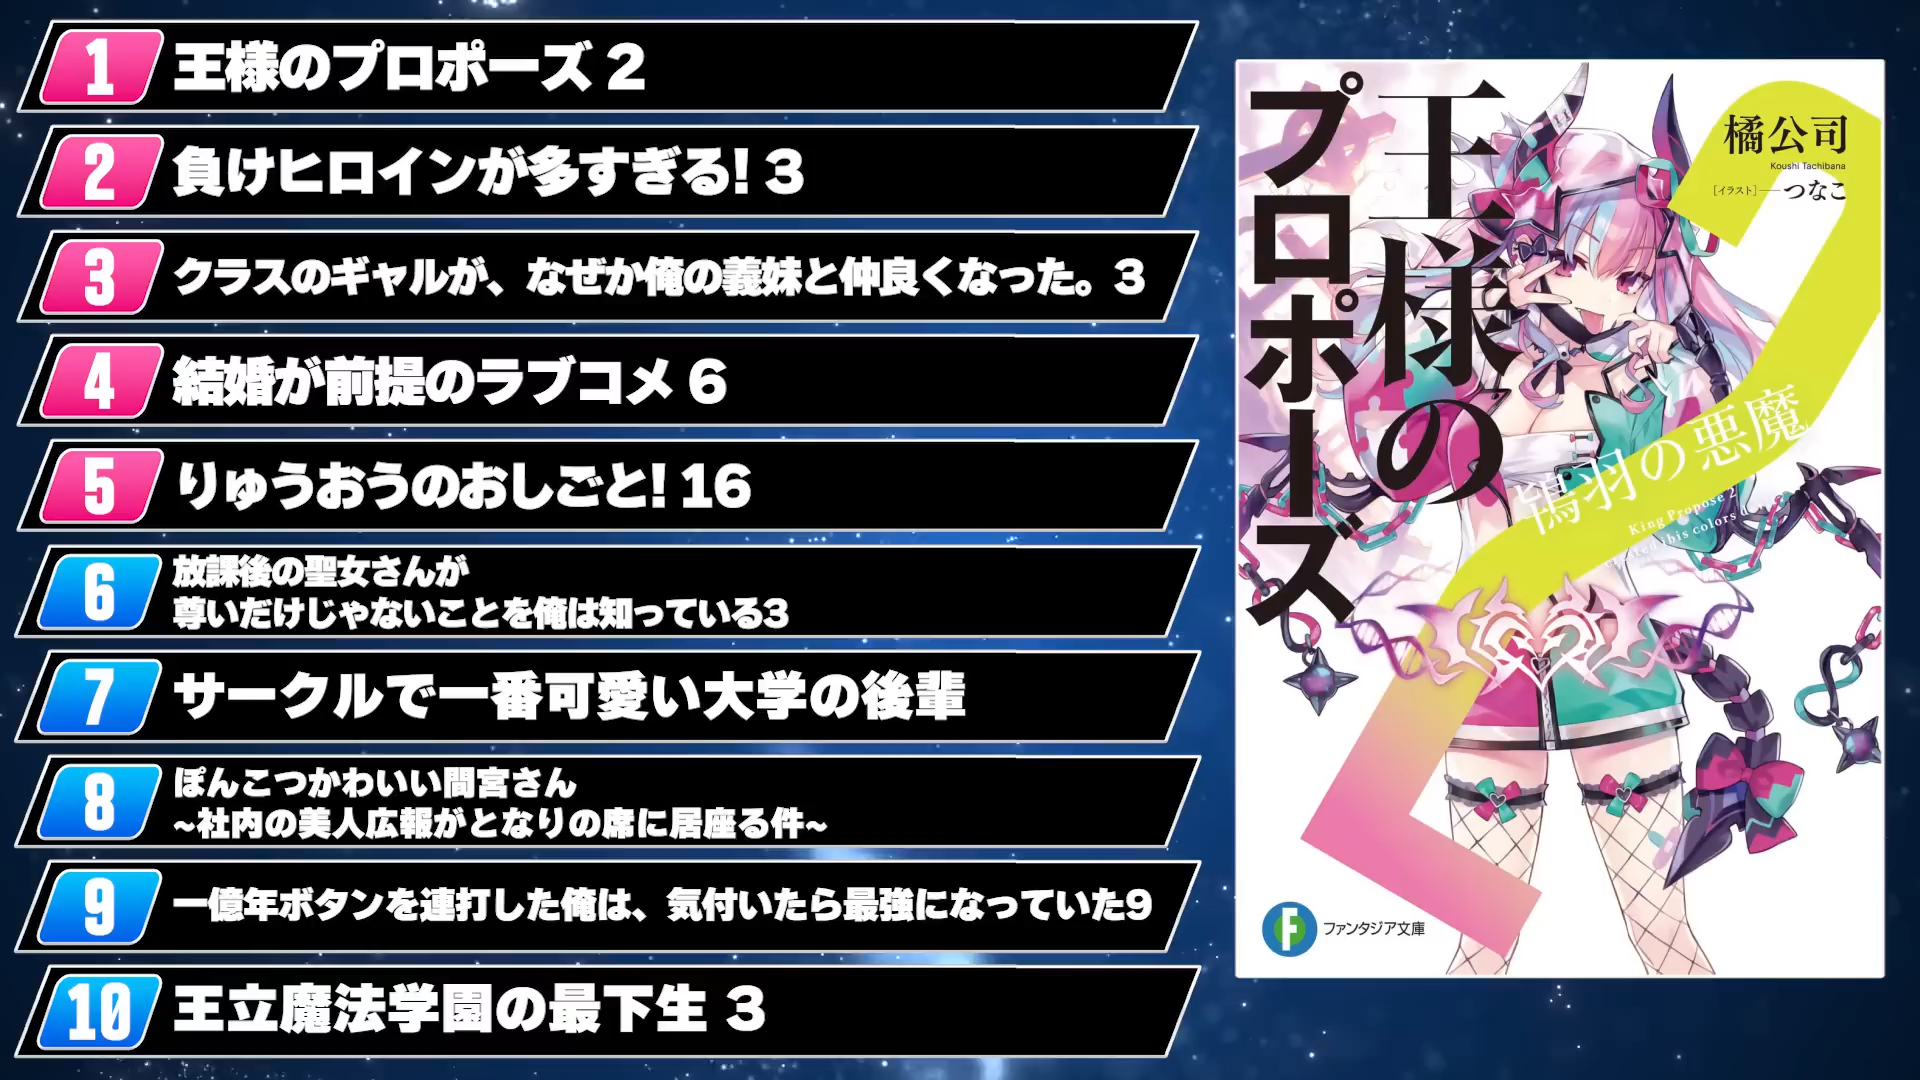 1
王様のプロポーズ 2
2
負けヒロインが多すぎる! 3
3
クラスのギャルが、なぜか俺の義妹と仲良くなった。3
4
結婚が前提のラブコメ 6
5
りゅうおうのおしごと! 16
6
放課後の聖女さんが
尊いだけじゃないことを俺は知っている3
7
サークルで一番可愛い大学の後輩
8
ぽんこつかわいい間宮さん
~社内の美人広報がとなりの席に居座る件~
9
一億年ボタンを連打した俺は、気付いたら最強になっていた9
10
王立魔法学園の最下生 3
王様の
プロポーズ
2
橘公司
Koushi Tachibana
[イラスト]──つなこ
鴇羽の悪魔
King Propose 2
ibis colors
F
ファンタジア文庫